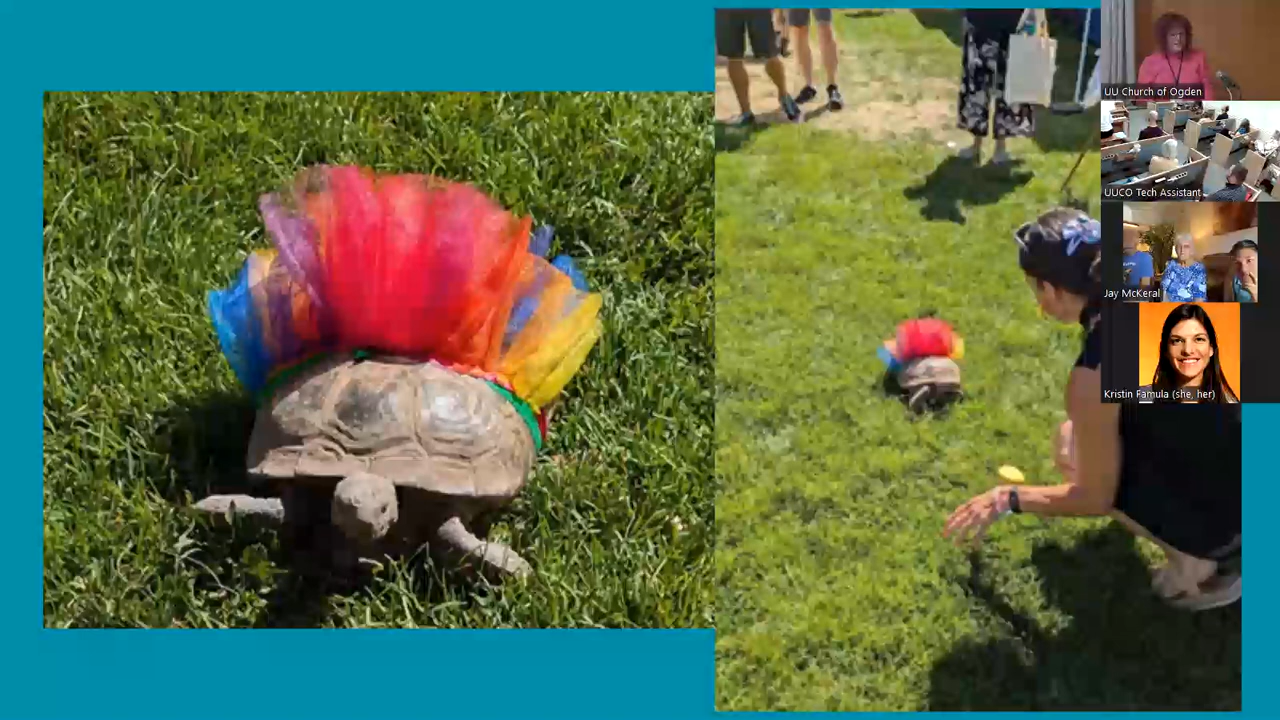 UU Church of Ogden
UUCO Tech Assistant
Jay McKeral
Kristin Famula (she, her)